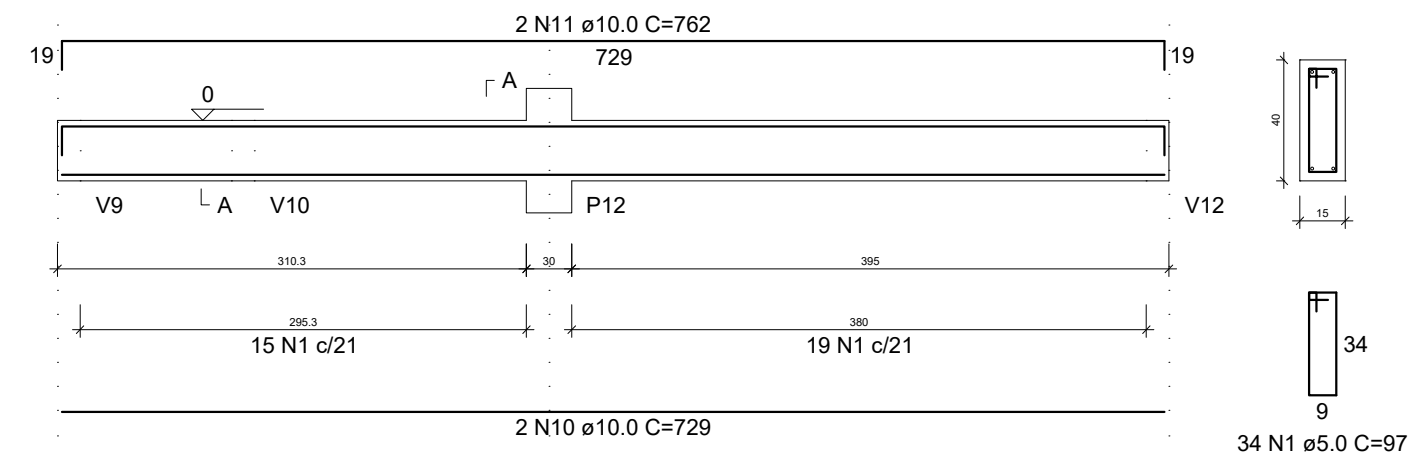 2 N11 ø10.0 C=762
19
729
19
A
0
V9
A
V10
P12
V12
310.3
30
395
295.3
380
15 N1 c/21
19 N1 c/21
2 N10 ø10.0 C=729
40
15
34
9
34 N1 ø5.0 C=97